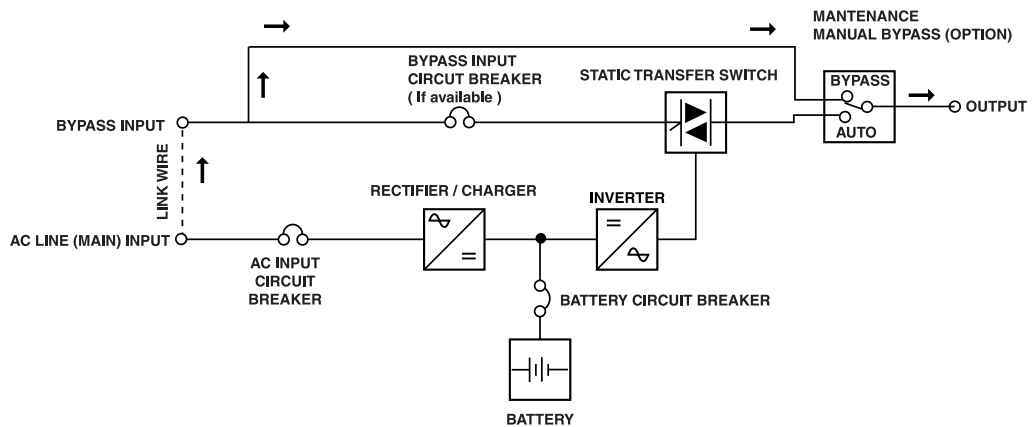 MANTENANCE
MANUAL BYPASS (OPTION)
BYPASS INPUT
CIRCUT BREAKER
( If available )
STATIC TRANSFER SWITCH
BYPASS
OUTPUT
AUTO
BYPASS INPUT
LINK WIRE
RECTIFIER / CHARGER
INVERTER
AC LINE (MAIN) INPUT
AC INPUT
CIRCUIT
BREAKER
BATTERY CIRCUIT BREAKER
BATTERY